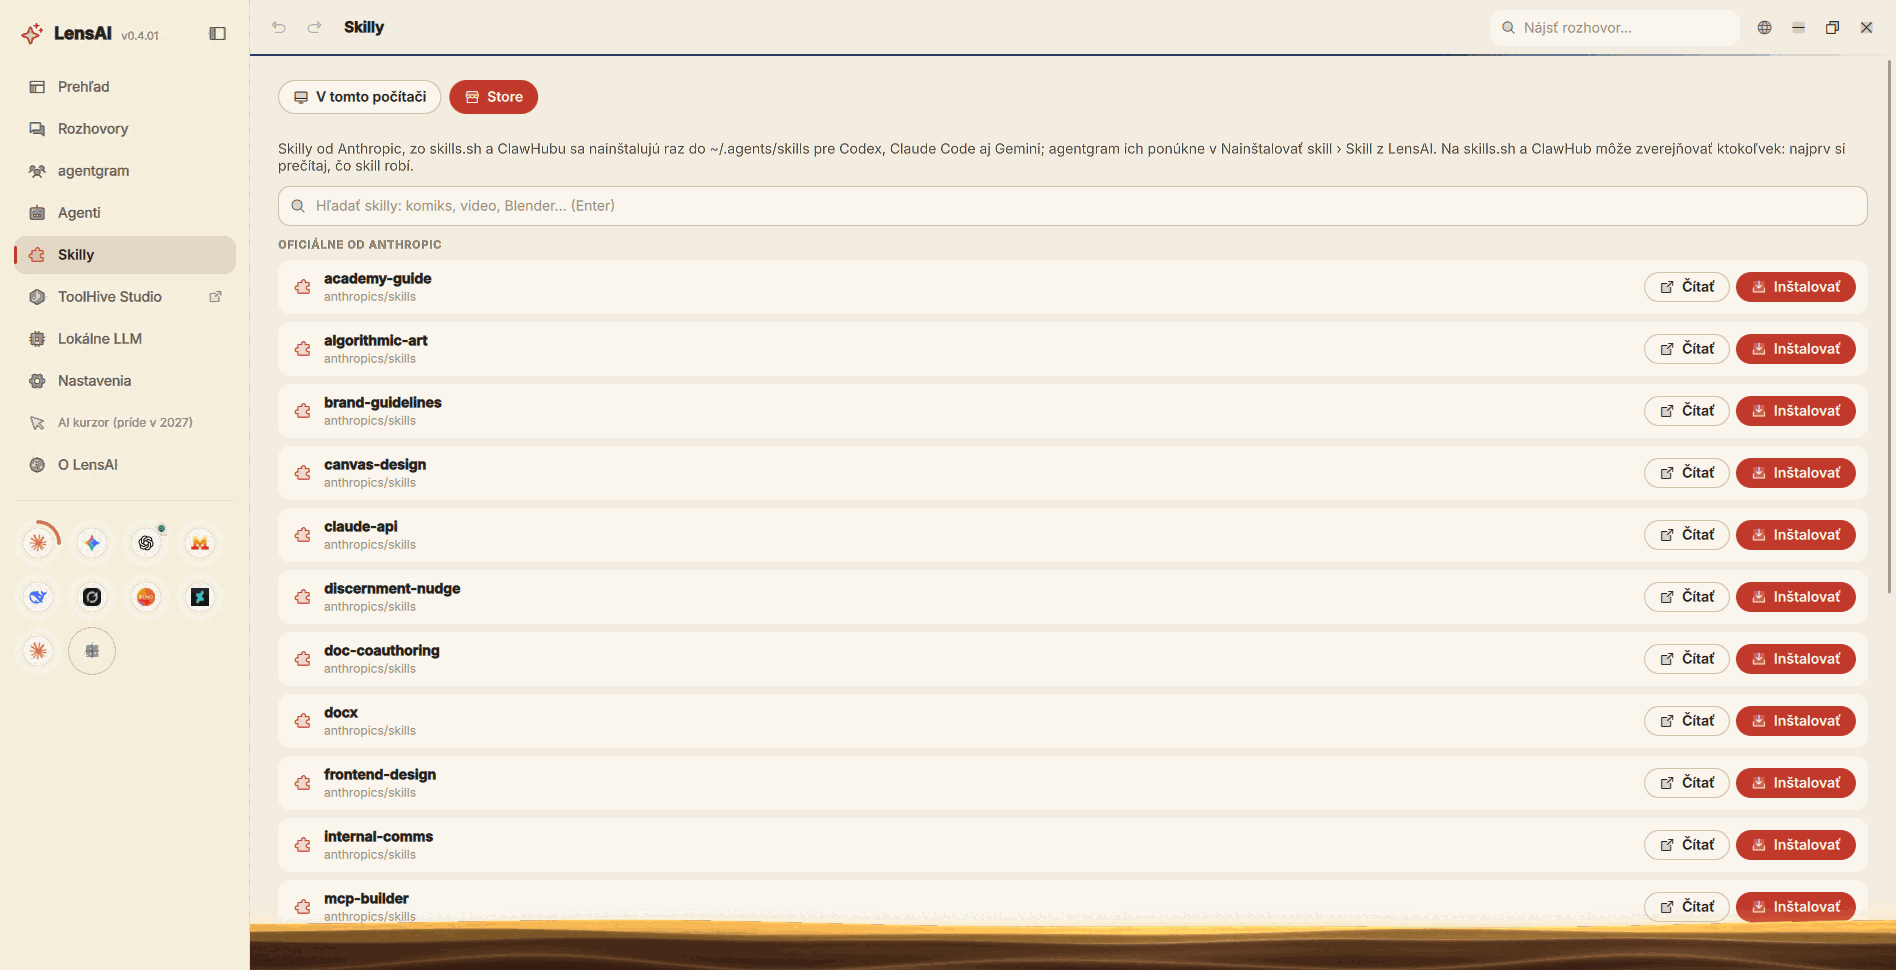 LensAI v0.4.01
Skilly
Nájsť rozhovor...
Prehľad
Rozhovory
agentgram
Agenti
Skilly
ToolHive Studio
Lokálne LLM
Nastavenia
AI kurzor (príde v 2027)
O LensAI
V tomto počítači
Store
Skilly od Anthropic, zo skills.sh a ClawHubu sa nainštalujú raz do ~/.agents/skills pre Codex, Claude Code aj Gemini; agentgram ich ponúkne v Nainštalovať skill › Skill z LensAI. Na skills.sh a ClawHub môže zverejňovať ktokoľvek: najprv si
prečítaj, čo skill robí.
Hľadať skilly: komiks, video, Blender... (Enter)
OFICIÁLNE OD ANTHROPIC
academy-guide
anthropics/skills
Čítať
Inštalovať
algorithmic-art
anthropics/skills
Čítať
Inštalovať
brand-guidelines
anthropics/skills
Čítať
Inštalovať
canvas-design
anthropics/skills
Čítať
Inštalovať
claude-api
anthropics/skills
Čítať
Inštalovať
discernment-nudge
anthropics/skills
Čítať
Inštalovať
doc-coauthoring
anthropics/skills
Čítať
Inštalovať
docx
anthropics/skills
Čítať
Inštalovať
frontend-design
anthropics/skills
Čítať
Inštalovať
internal-comms
anthropics/skills
Čítať
Inštalovať
mcp-builder
anthropics/skills
Čítať
Inštalovať